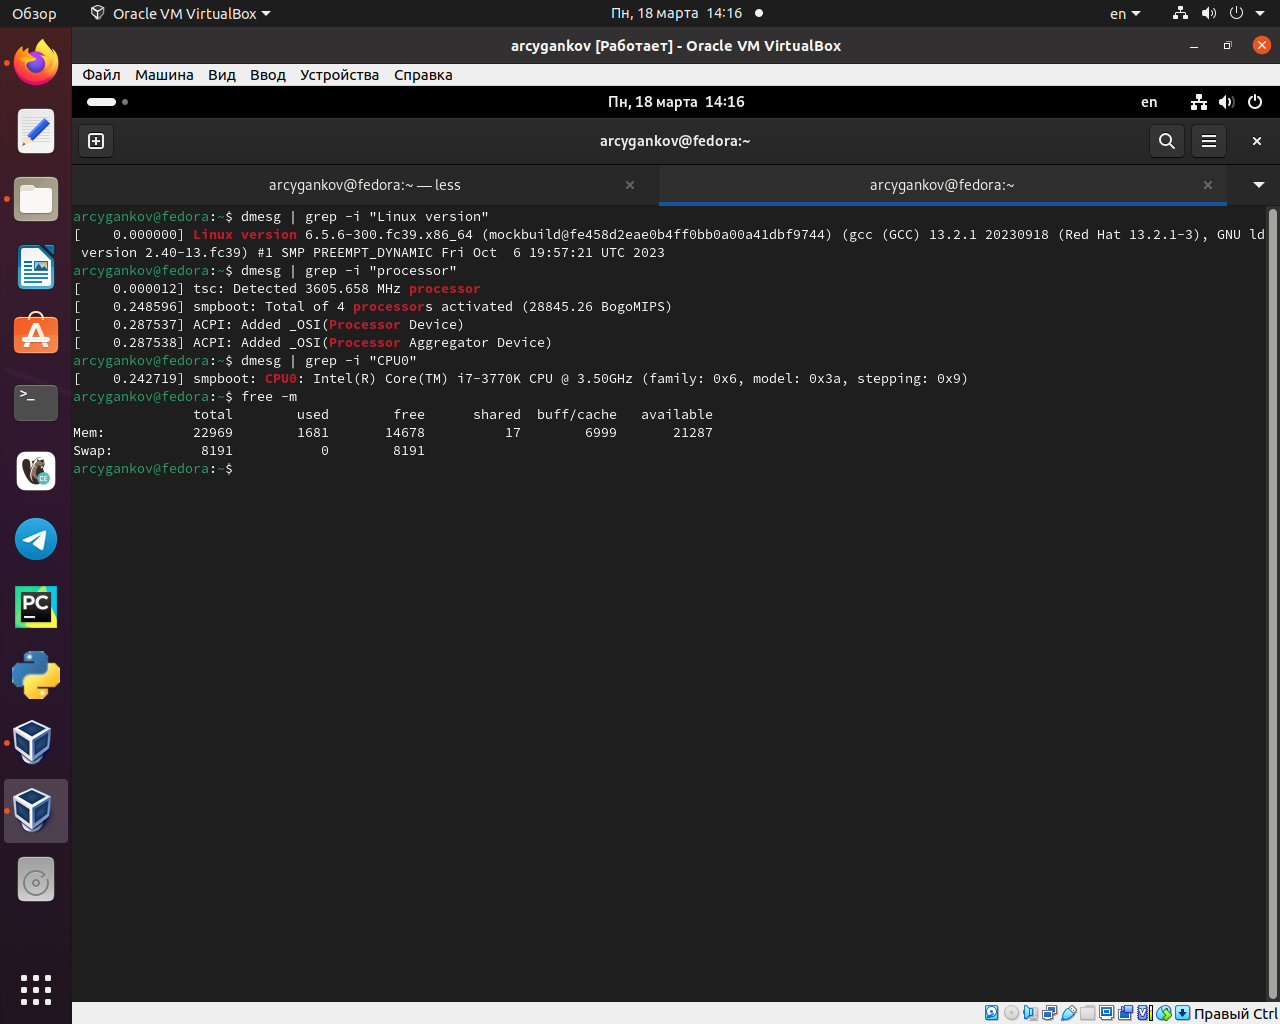 Обзор
Oracle VM VirtualBox
Пн, 18 марта 14:16
en
arcygankov [Работает] - Oracle VM VirtualBox
Файл Машина Вид Ввод Устройства Справка
Пн, 18 марта 14:16
en
arcygankov@fedora:~
arcygankov@fedora:~ — less
arcygankov@fedora:~
arcygankov@fedora:~$ dmesg | grep -i "Linux version"
[    0.000000] Linux version 6.5.6-300.fc39.x86_64 (mockbuild@fe458d2eae0b4ff0bb0a00a41dbf9744) (gcc (GCC) 13.2.1 20230918 (Red Hat 13.2.1-3), GNU ld
 version 2.40-13.fc39) #1 SMP PREEMPT_DYNAMIC Fri Oct  6 19:57:21 UTC 2023
arcygankov@fedora:~$ dmesg | grep -i "processor"
[    0.000012] tsc: Detected 3605.658 MHz processor
[    0.248596] smpboot: Total of 4 processors activated (28845.26 BogoMIPS)
[    0.287537] ACPI: Added _OSI(Processor Device)
[    0.287538] ACPI: Added _OSI(Processor Aggregator Device)
arcygankov@fedora:~$ dmesg | grep -i "CPU0"
[    0.242719] smpboot: CPU0: Intel(R) Core(TM) i7-3770K CPU @ 3.50GHz (family: 0x6, model: 0x3a, stepping: 0x9)
arcygankov@fedora:~$ free -m
               total        used        free      shared  buff/cache   available
Mem:           22969        1681       14678          17        6999       21287
Swap:           8191           0        8191
arcygankov@fedora:~$
>_
CE
PC
Правый Ctrl